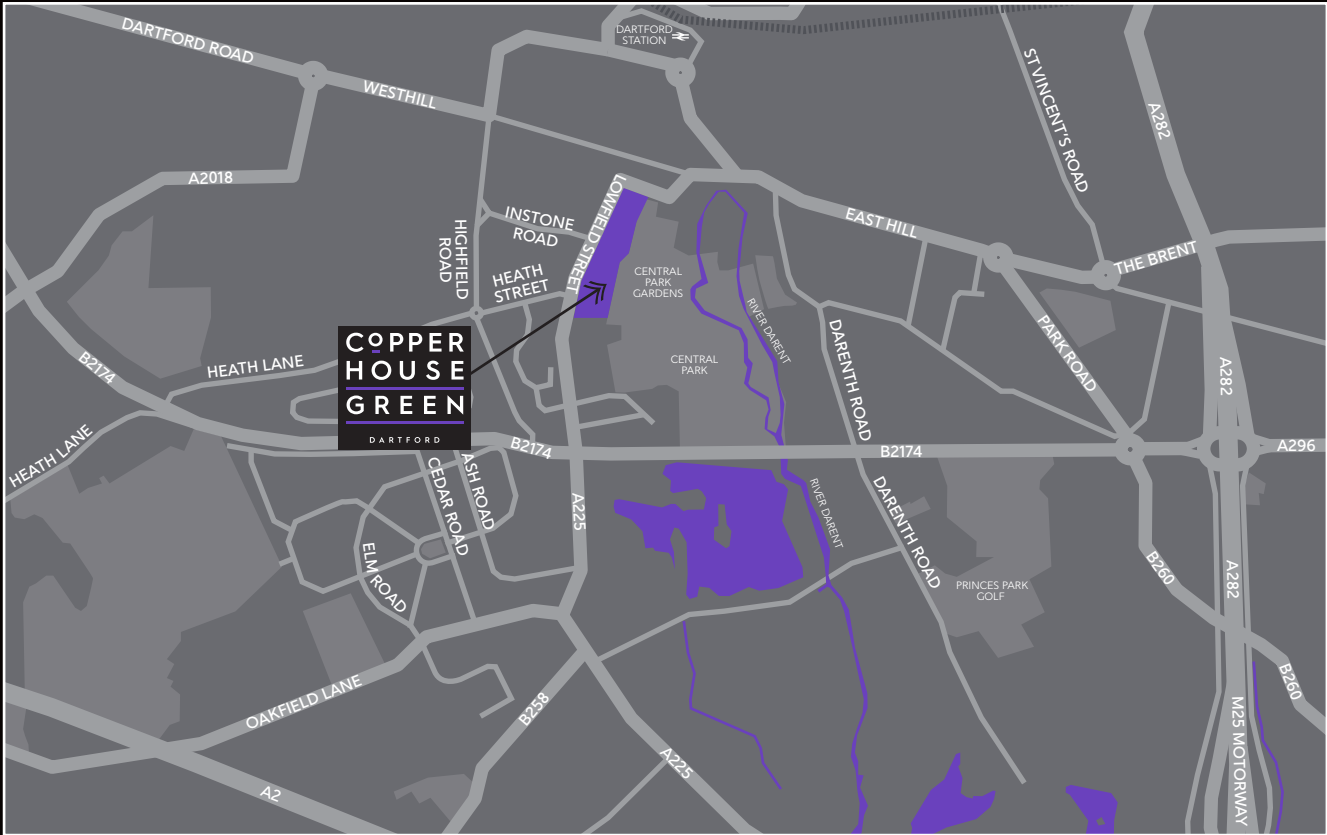 DARTFORD ROAD
WESTHILL
DARTFORD
STATION
ST VINCENT'S ROAD
A282
A2018
HIGHFIELD
ROAD
INSTONE
ROAD
LOWFIELD STREET
HEATH
STREET
EAST HILL
THE BRENT
CENTRAL
PARK
GARDENS
CENTRAL
PARK
RIVER DARENT
DARENTH ROAD
PARK ROAD
A282
B2174
HEATH LANE
HEATH LANE
COPPER
HOUSE
GREEN
DARTFORD
B2174
B2174
A296
CEDAR ROAD
ASH ROAD
A225
RIVER DARENT
DARENTH ROAD
ELM ROAD
PRINCES PARK
GOLF
B260
A282
B260
OAKFIELD LANE
B258
A225
A2
M25 MOTORWAY